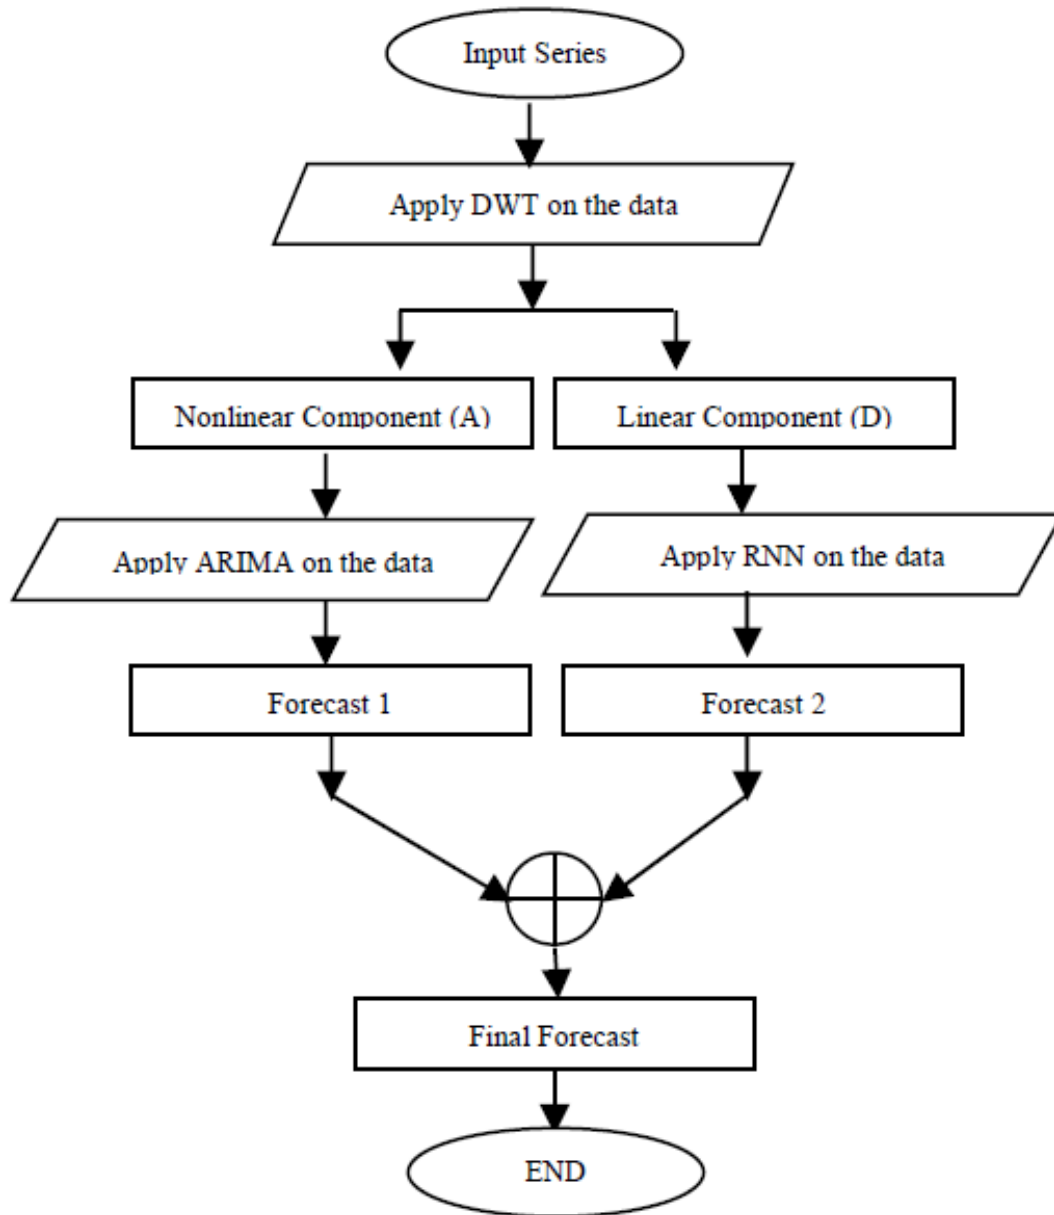 Input Series
Apply DWT on the data
Nonlinear Component (A)
Linear Component (D)
Apply ARIMA on the data
Apply RNN on the data
Forecast 1
Forecast 2
Final Forecast
END